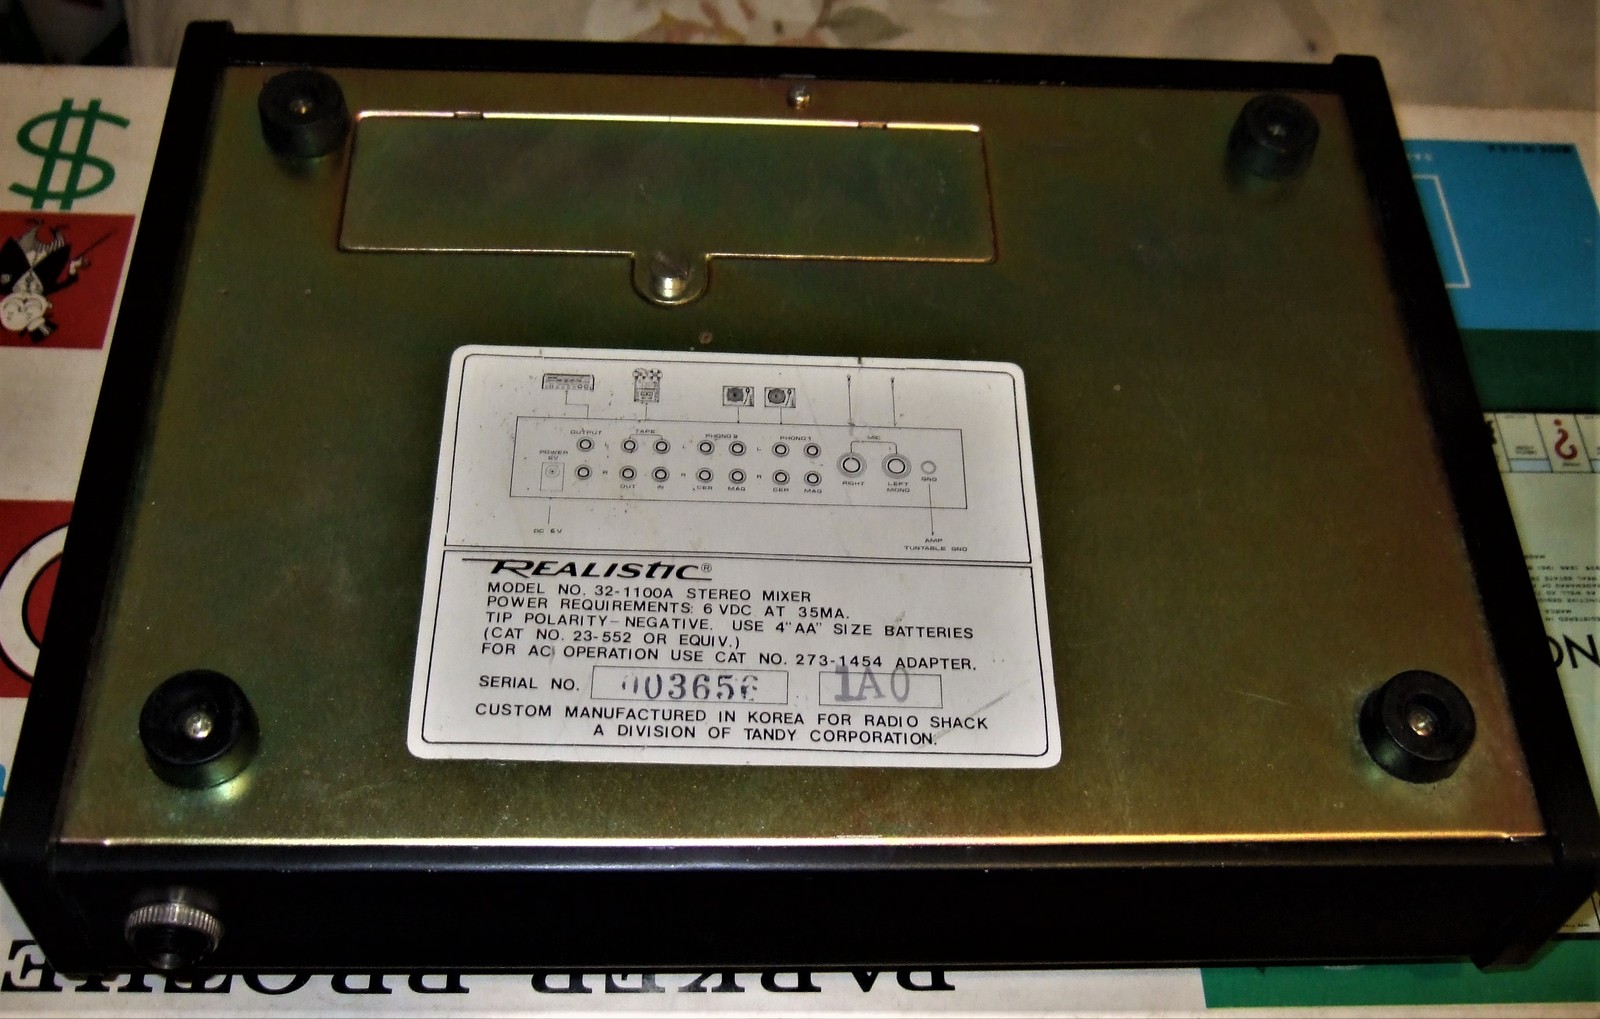 $
OUTPUT
TAPE
PHONO 2
PHONO 1
MIC
POWER
6V
L
L
L
R
R
R
OUT
IN
CER
MAG
CER
MAG
RIGHT
LEFT
MONO
GND
DC 6V
AMP
TUNTABLE GND
REALISTIC®
MODEL NO. 32-1100A STEREO MIXER
POWER REQUIREMENTS: 6 VDC AT 35MA.
TIP POLARITY—NEGATIVE. USE 4"AA" SIZE BATTERIES
(CAT NO. 23-552 OR EQUIV.)
FOR AC OPERATION USE CAT NO. 273-1454 ADAPTER.
SERIAL NO. 003656 1A0
CUSTOM MANUFACTURED IN KOREA FOR RADIO SHACK
A DIVISION OF TANDY CORPORATION.
PARKER BROTHE